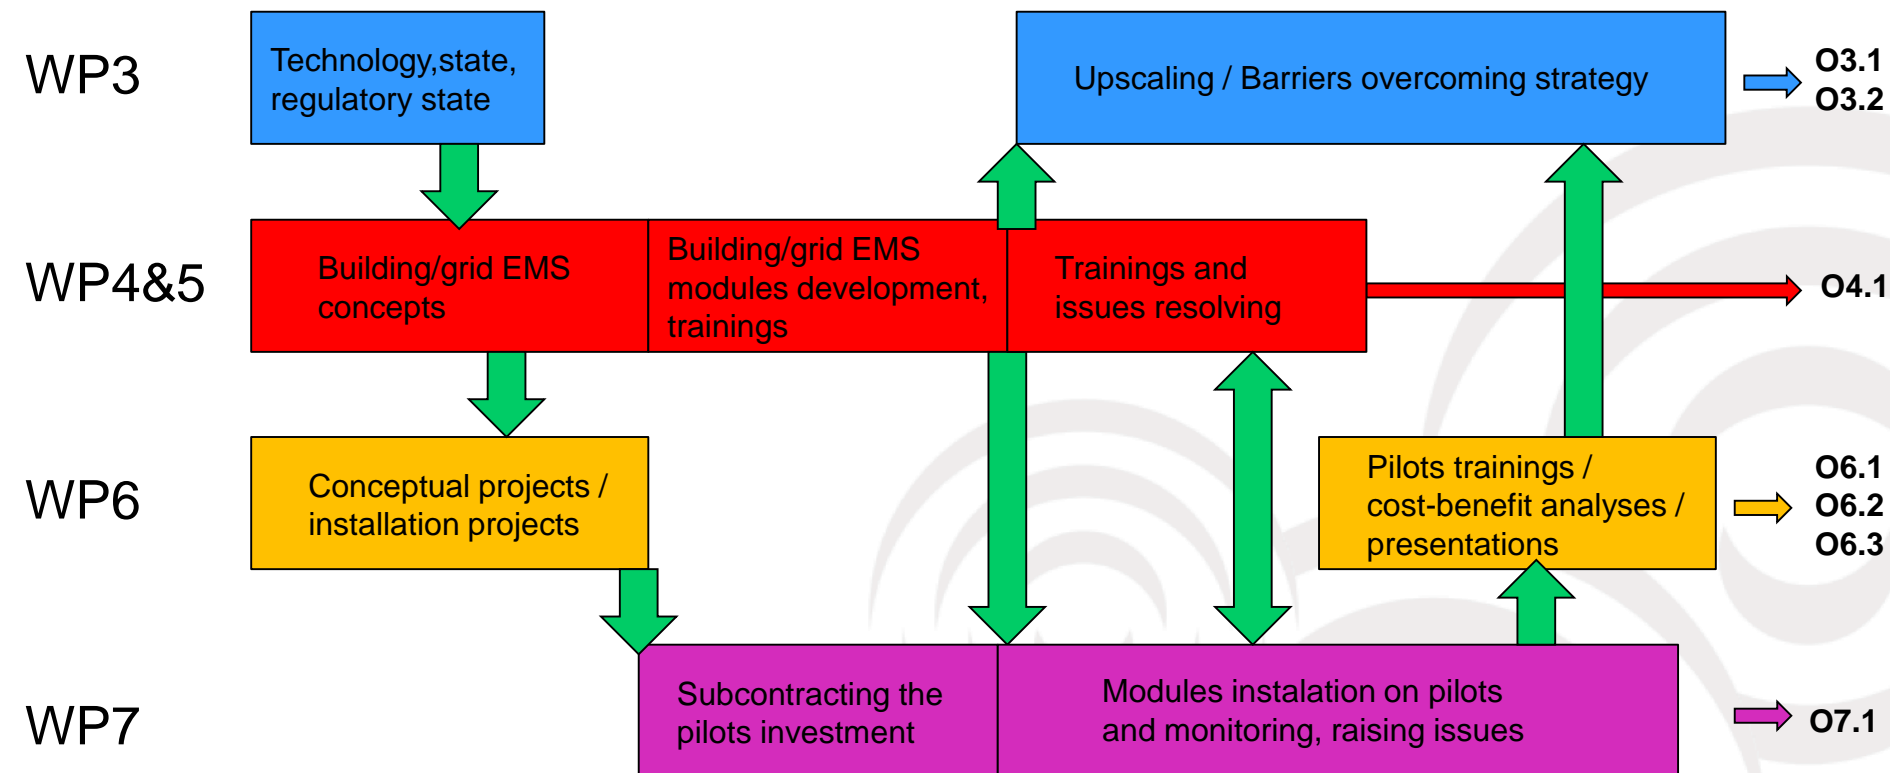 WP3
Technology,state,
regulatory state
Upscaling / Barriers overcoming strategy
O3.1
O3.2
WP4&5
Building/grid EMS
concepts
Building/grid EMS
modules development,
trainings
Trainings and
issues resolving
O4.1
WP6
Conceptual projects /
installation projects
Pilots trainings /
cost-benefit analyses /
presentations
O6.1
O6.2
O6.3
WP7
Subcontracting the
pilots investment
Modules instalation on pilots
and monitoring, raising issues
O7.1